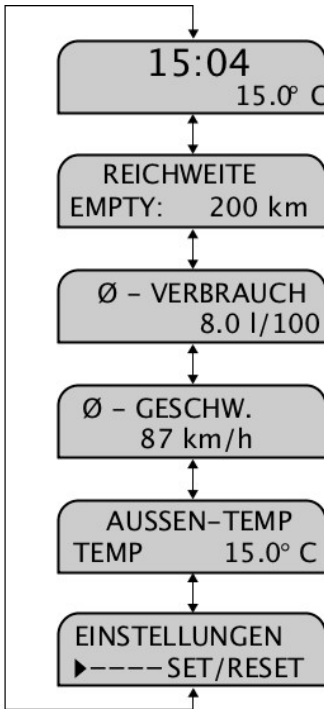 15:04
15.0° C
REICHWEITE
EMPTY: 200 km
Ø – VERBRAUCH
8.0 l/100
Ø – GESCHW.
87 km/h
AUSSEN–TEMP
TEMP 15.0° C
EINSTELLUNGEN
▶––––SET/RESET